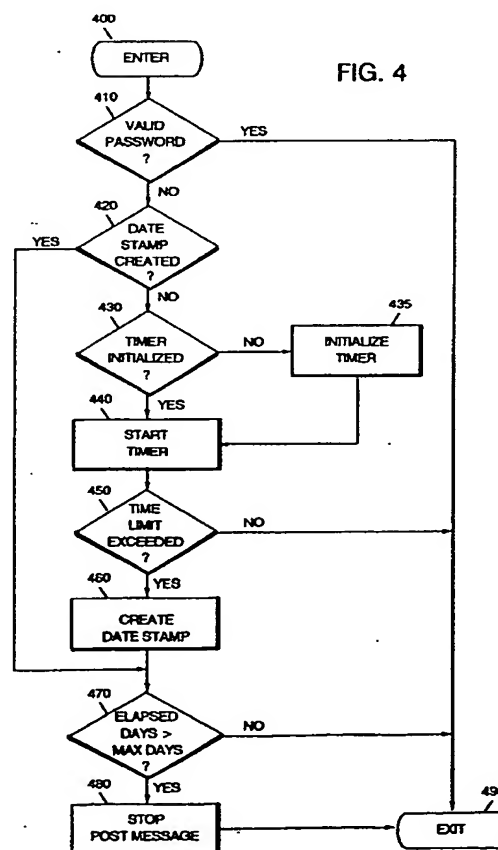 400
ENTER
FIG. 4
410
VALID
PASSWORD
?
YES
NO
420
DATE
STAMP
CREATED
?
YES
NO
430
TIMER
INITIALIZED
?
NO
435
INITIALIZE
TIMER
YES
440
START
TIMER
450
TIME
LIMIT
EXCEEDED
?
NO
YES
460
CREATE
DATE STAMP
470
ELAPSED
DAYS >
MAX DAYS
?
NO
YES
480
STOP
POST MESSAGE
EXIT